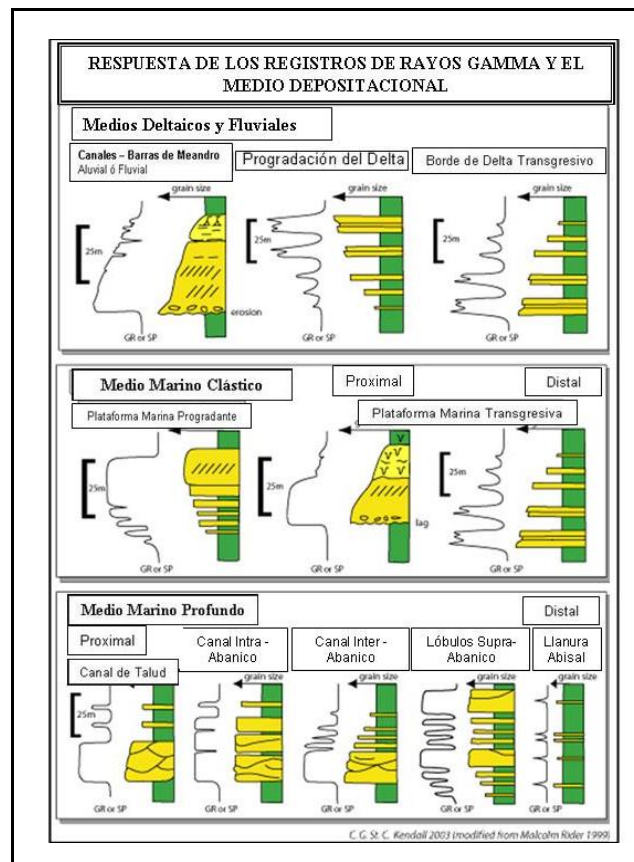 RESPUESTA DE LOS REGISTROS DE RAYOS GAMMA Y EL
MEDIO DEPOSITACIONAL
Medios Deltaicos y Fluviales
Canales – Barras de Meandro
Aluvial ó Fluvial
Progradación del Delta
Borde de Delta Transgresivo
grain size
grain size
grain size
25m
25m
25m
erosion
GR or SP
GR or SP
GR or SP
Medio Marino Clástico
Proximal
Distal
Plataforma Marina Progradante
Plataforma Marina Transgresiva
25m
25m
25m
lag
GR or SP
GR or SP
GR or SP
Medio Marino Profundo
Distal
Proximal
Canal de Talud
Canal Intra -
Abanico
Canal Inter -
Abanico
Lóbulos Supra-
Abanico
Llanura
Abisal
grain size
grain size
grain size
grain size
25m
GR or SP
GR or SP
GR or SP
GR or SP
GR or SP
C. G. St. C. Kendall 2003 (modified from Malcolm Rider 1999)